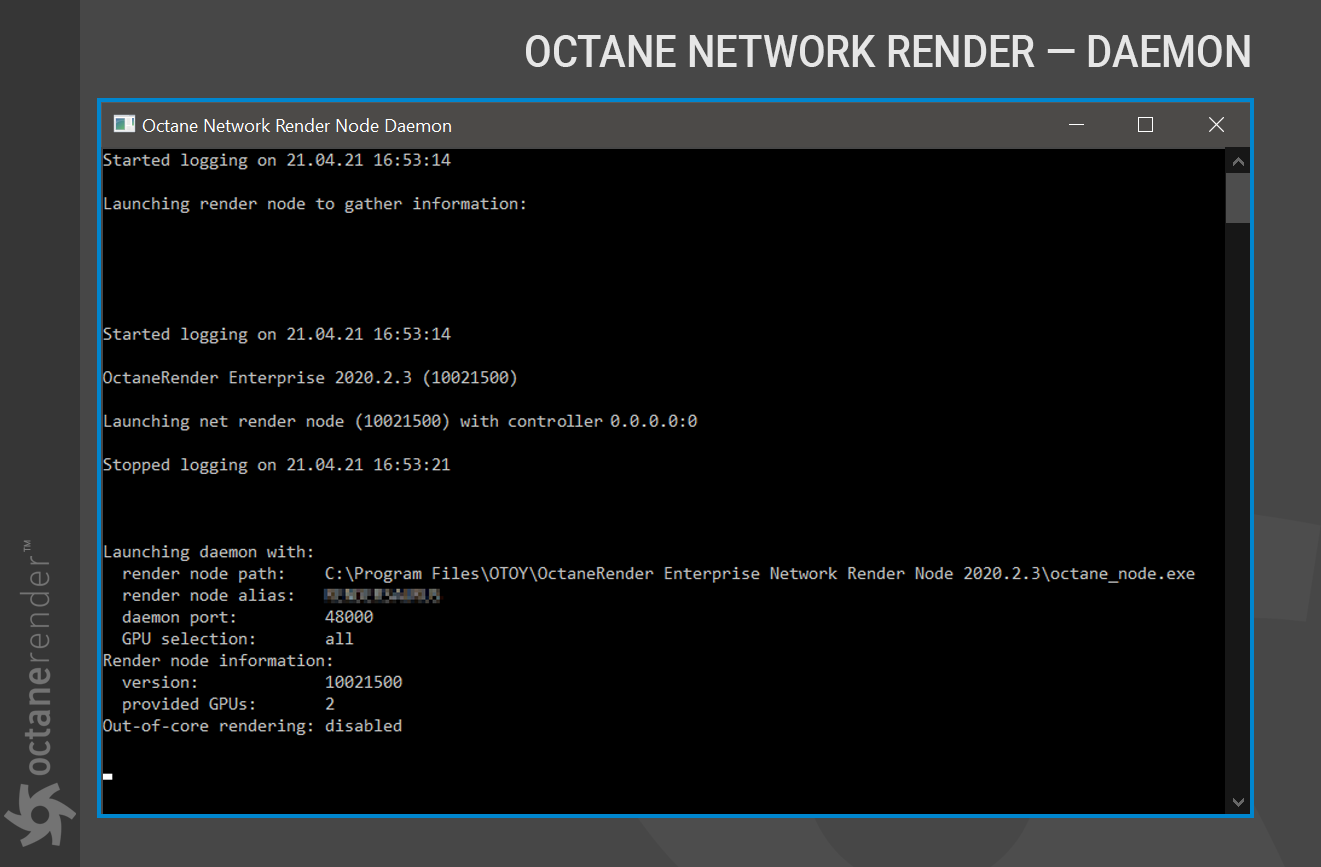 OCTANE NETWORK RENDER — DAEMON
Octane Network Render Node Daemon
Started logging on 21.04.21 16:53:14
Launching render node to gather information:
Started logging on 21.04.21 16:53:14
OctaneRender Enterprise 2020.2.3 (10021500)
Launching net render node (10021500) with controller 0.0.0.0:0
Stopped logging on 21.04.21 16:53:21
Launching daemon with:
render node path: C:\Program Files\OTOY\OctaneRender Enterprise Network Render Node 2020.2.3\octane_node.exe
render node alias:
daemon port: 48000
GPU selection: all
Render node information:
version: 10021500
provided GPUs: 2
Out-of-core rendering: disabled
octanerender™